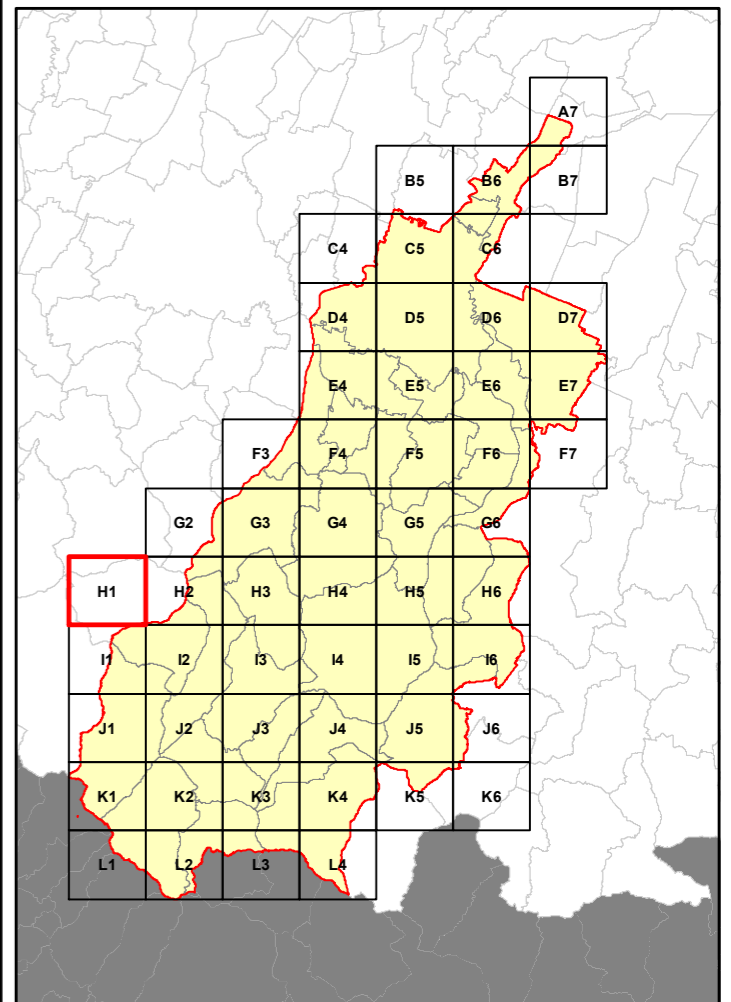 A7
B5 B6 B7
C4 C5 C6
D4 D5 D6 D7
E4 E5 E6 E7
F3 F4 F5 F6 F7
G2 G3 G4 G5 G6
H1 H2 H3 H4 H5 H6
I1 I2 I3 I4 I5 I6
J1 J2 J3 J4 J5 J6
K1 K2 K3 K4 K5 K6
L1 L2 L3 L4